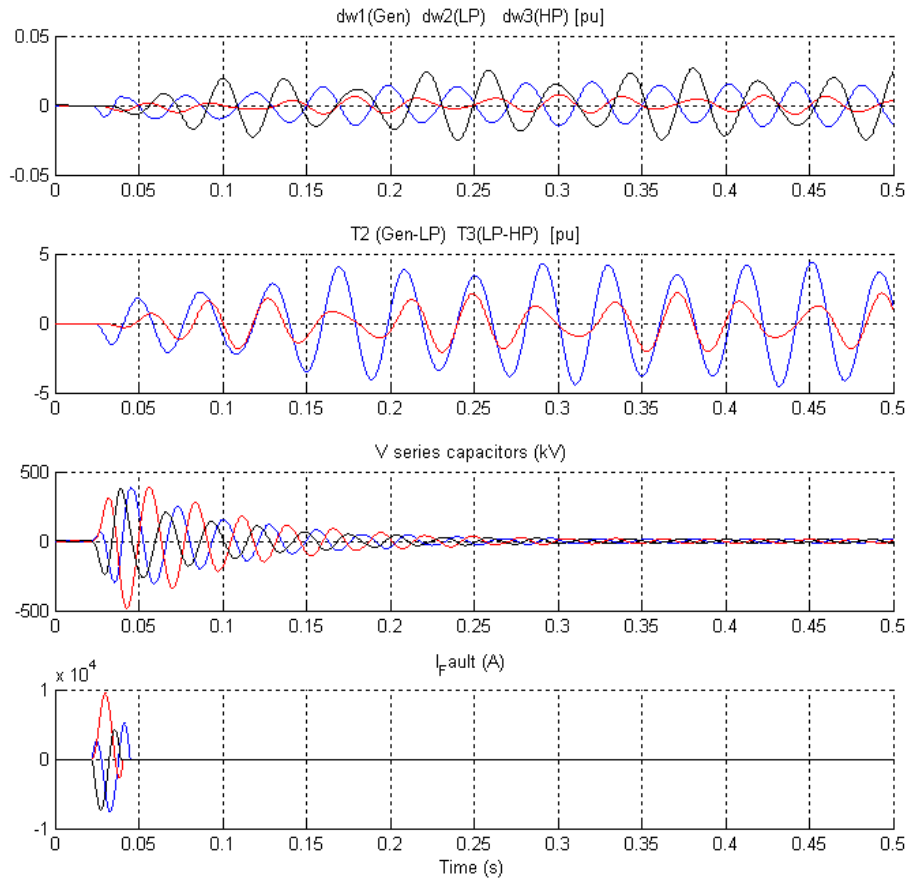 dw1(Gen) dw2(LP) dw3(HP) [pu]
0.05
0
-0.05
0 0.05 0.1 0.15 0.2 0.25 0.3 0.35 0.4 0.45 0.5
T2 (Gen-LP) T3(LP-HP) [pu]
5
0
-5
0 0.05 0.1 0.15 0.2 0.25 0.3 0.35 0.4 0.45 0.5
V series capacitors (kV)
500
0
-500
0 0.05 0.1 0.15 0.2 0.25 0.3 0.35 0.4 0.45 0.5
I_Fault (A)
x 10^4
1
0
-1
0 0.05 0.1 0.15 0.2 0.25 0.3 0.35 0.4 0.45 0.5
Time (s)